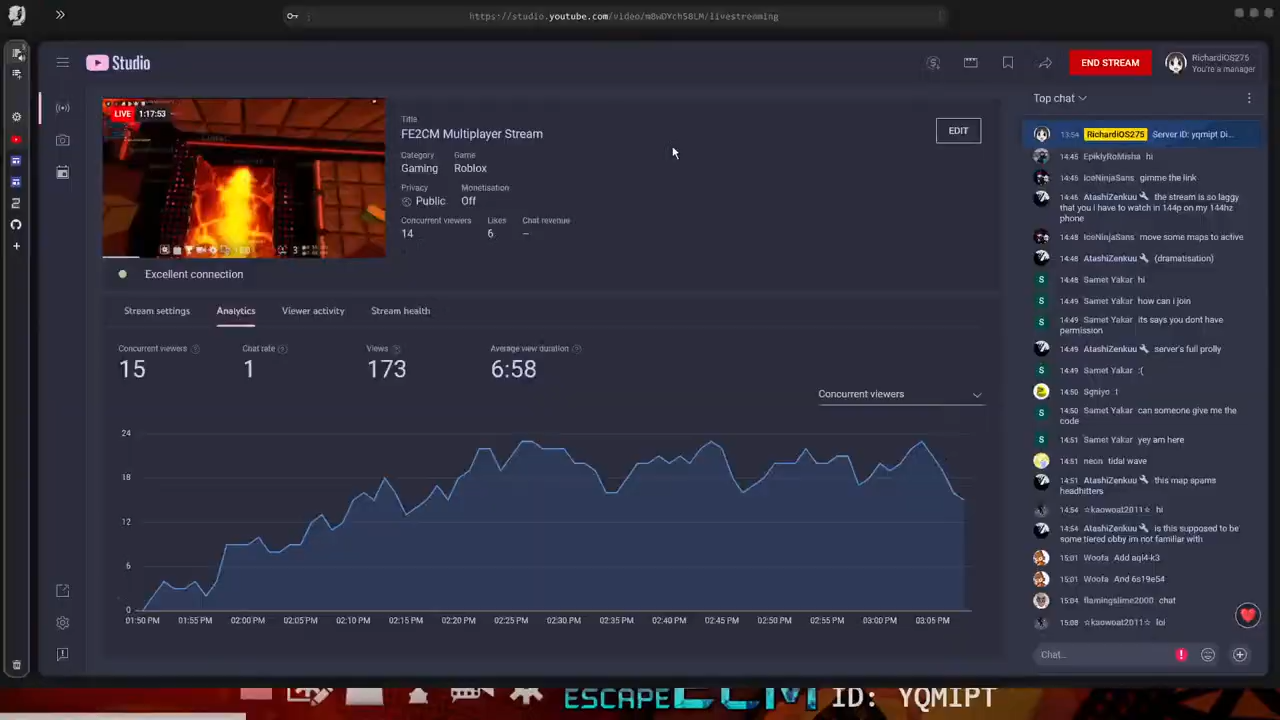 https://studio.youtube.com/video/m8wDYch58LM/livestreaming
Studio
END STREAM
RichardiOS275
You're a manager
LIVE 1:17:53
Title
FE2CM Multiplayer Stream
EDIT
Category Game
Gaming Roblox
Privacy Monetisation
Public Off
Concurrent viewers Likes Chat revenue
14 6 –
Excellent connection
Stream settings Analytics Viewer activity Stream health
Concurrent viewers Chat rate Views Average view duration
15 1 173 6:58
Concurrent viewers
24
18
12
6
0
01:50 PM 01:55 PM 02:00 PM 02:05 PM 02:10 PM 02:15 PM 02:20 PM 02:25 PM 02:30 PM 02:35 PM 02:40 PM 02:45 PM 02:50 PM 02:55 PM 03:00 PM 03:05 PM
Top chat
13:54 RichardiOS275 Server ID: yqmipt Di...
14:45 EpiklyRoMisha hi
14:45 IceNinjaSans gimme the link
14:46 AtashiZenkuu the stream is so laggy
that you i have to watch in 144p on my 144hz
phone
14:48 IceNinjaSans move some maps to active
14:48 AtashiZenkuu (dramatisation)
14:48 Samet Yakar hi
14:49 Samet Yakar how can i join
14:49 Samet Yakar its says you dont have
permission
14:49 AtashiZenkuu server's full prolly
14:49 Samet Yakar :(
14:50 Sgniyo :1
14:50 Samet Yakar can someone give me the
code
14:51 Samet Yakar yey am here
14:51 neon tidal wave
14:51 AtashiZenkuu this map spams
headhitters
14:54 ☆kaowoat2011☆ hi
14:54 AtashiZenkuu is this supposed to be
some tiered obby im not familiar with
15:01 Woofa Add aql4-k3
15:01 Woofa And 6s19e54
15:04 flamingslime2000 chat
15:08 ☆kaowoat2011☆ lol
Chat...
ESCAPE ECM ID: YQMIPT